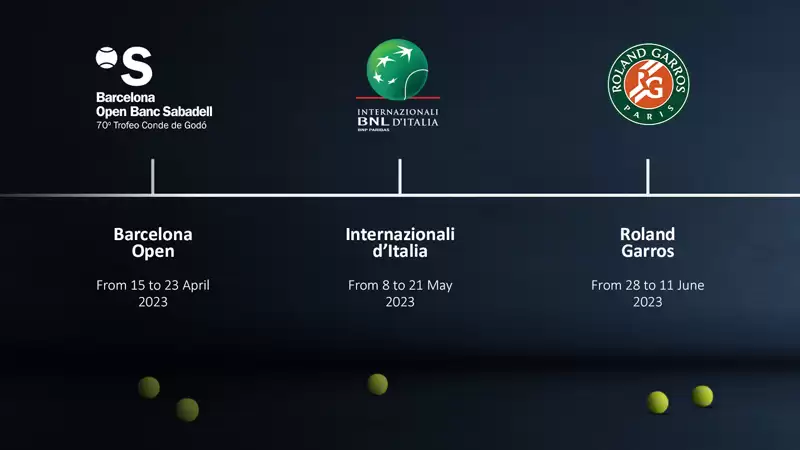 S
Barcelona
Open Banc Sabadell
70º Trofeo Conde de Godó
INTERNAZIONALI
BNL D'ITALIA
BNP PARIBAS
ROLAND GARROS
RG
PARIS
Barcelona
Open
From 15 to 23 April
2023
Internazionali
d’Italia
From 8 to 21 May
2023
Roland
Garros
From 28 to 11 June
2023